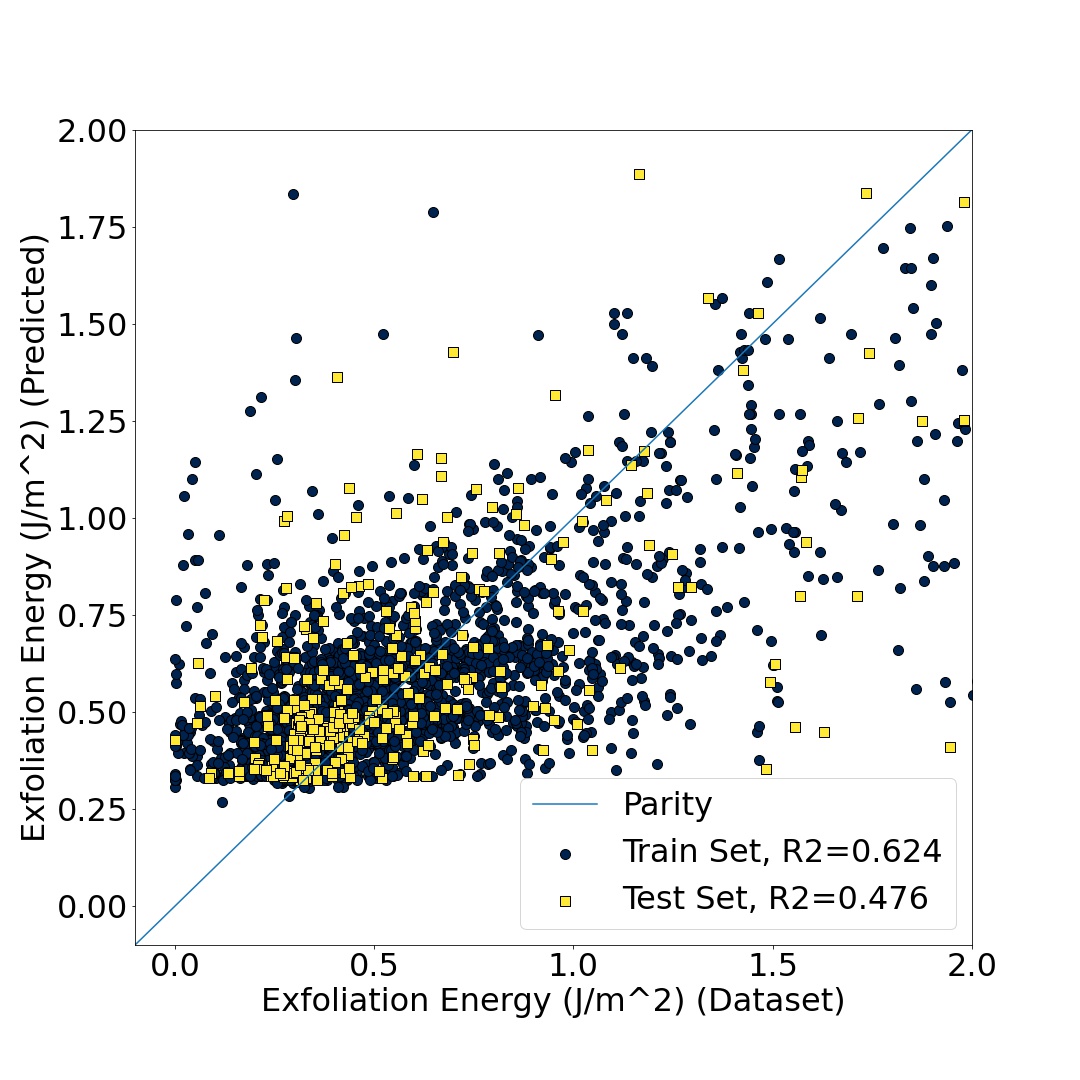 2.00
1.75
1.50
1.25
1.00
0.75
0.50
0.25
0.00
Exfoliation Energy (J/m^2) (Predicted)
Parity
Train Set, R2=0.624
Test Set, R2=0.476
0.0 0.5 1.0 1.5 2.0
Exfoliation Energy (J/m^2) (Dataset)